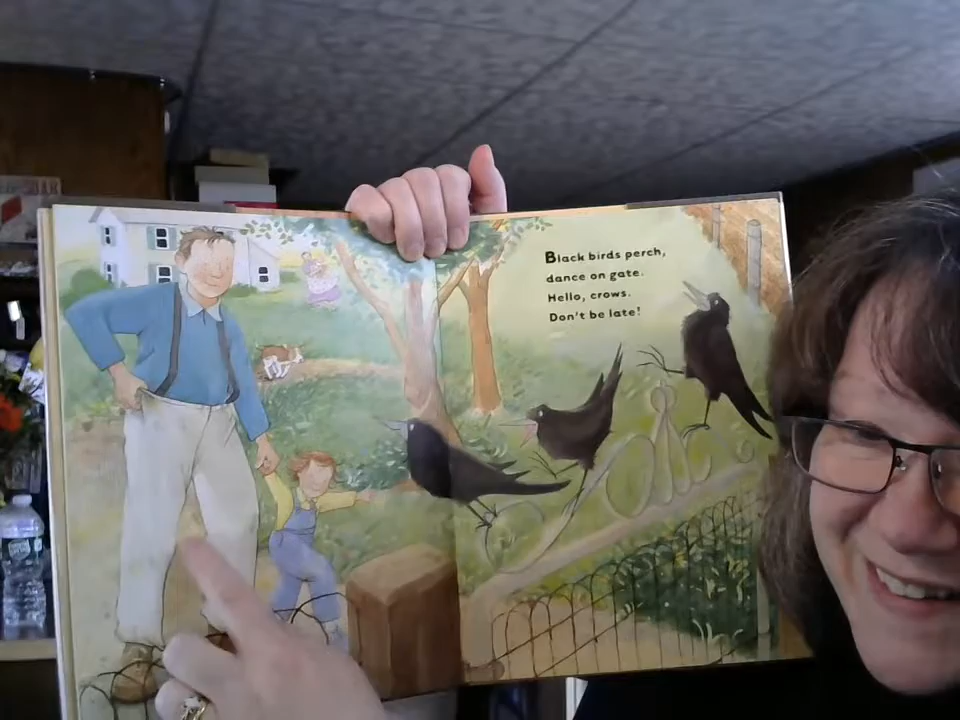 Black birds perch,
dance on gate.
Hello, crows.
Don't be late!